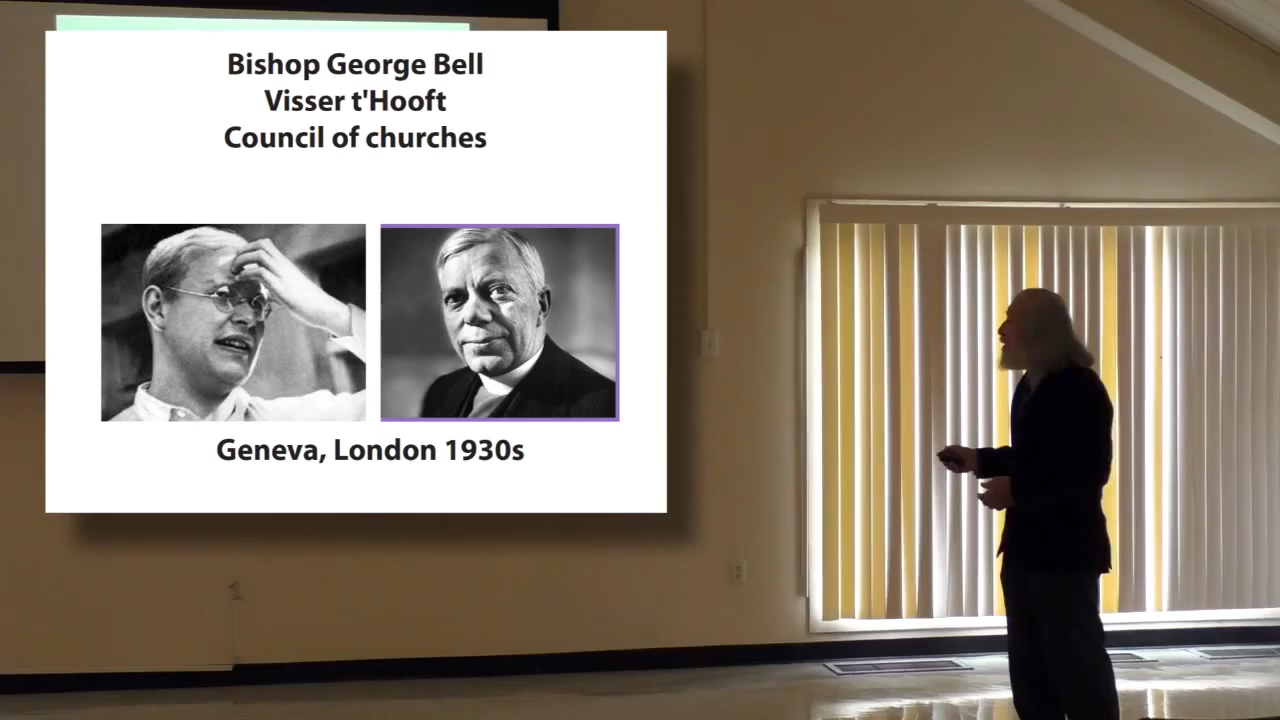 Bishop George Bell
Visser t'Hooft
Council of churches
Geneva, London 1930s